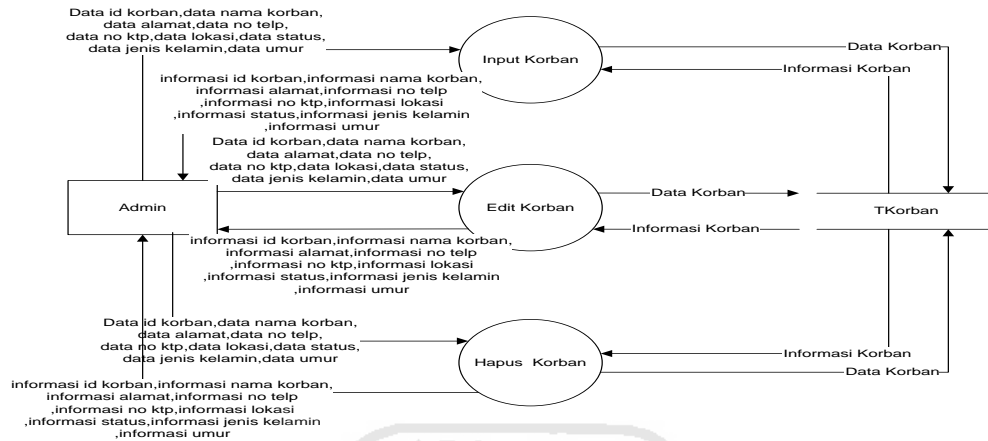 Data id korban,data nama korban,
data alamat,data no telp,
data no ktp,data lokasi,data status,
data jenis kelamin,data umur
Input Korban
Data Korban
Informasi Korban
informasi id korban,informasi nama korban,
informasi alamat,informasi no telp
,informasi no ktp,informasi lokasi
,informasi status,informasi jenis kelamin
,informasi umur
Data id korban,data nama korban,
data alamat,data no telp,
data no ktp,data lokasi,data status,
data jenis kelamin,data umur
Admin
Edit Korban
Data Korban
TKorban
Informasi Korban
informasi id korban,informasi nama korban,
informasi alamat,informasi no telp
,informasi no ktp,informasi lokasi
,informasi status,informasi jenis kelamin
,informasi umur
Data id korban,data nama korban,
data alamat,data no telp,
data no ktp,data lokasi,data status,
data jenis kelamin,data umur
Hapus Korban
Informasi Korban
Data Korban
informasi id korban,informasi nama korban,
informasi alamat,informasi no telp
,informasi no ktp,informasi lokasi
,informasi status,informasi jenis kelamin
,informasi umur